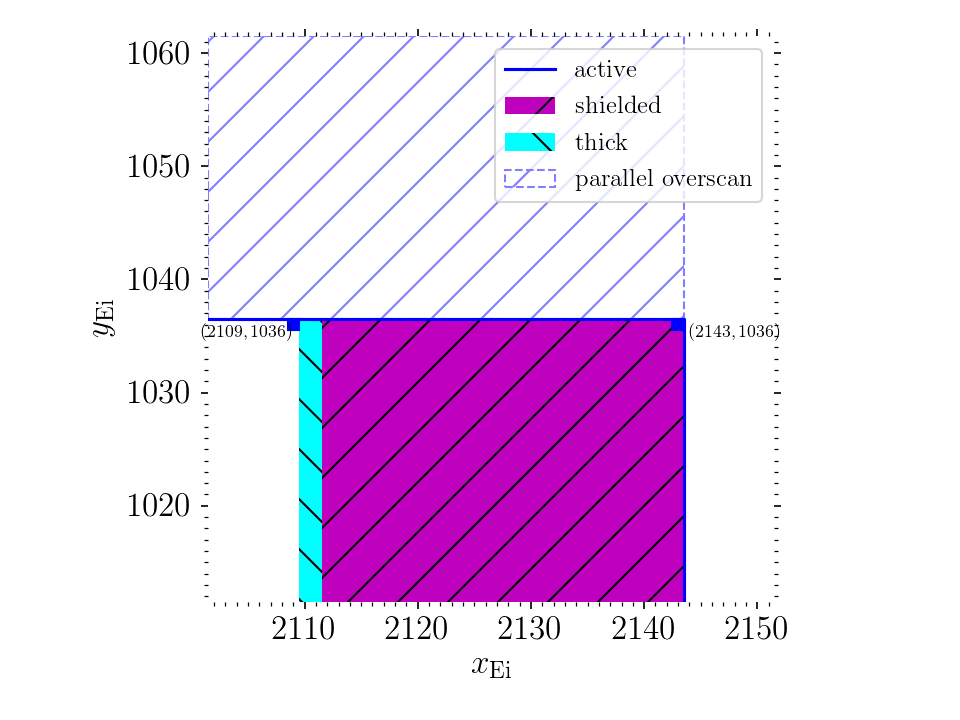 1060
1050
1040
1030
1020
y_Ei
active
shielded
thick
parallel overscan
(2109, 1036)
(2143, 1036)
2110 2120 2130 2140 2150
x_Ei